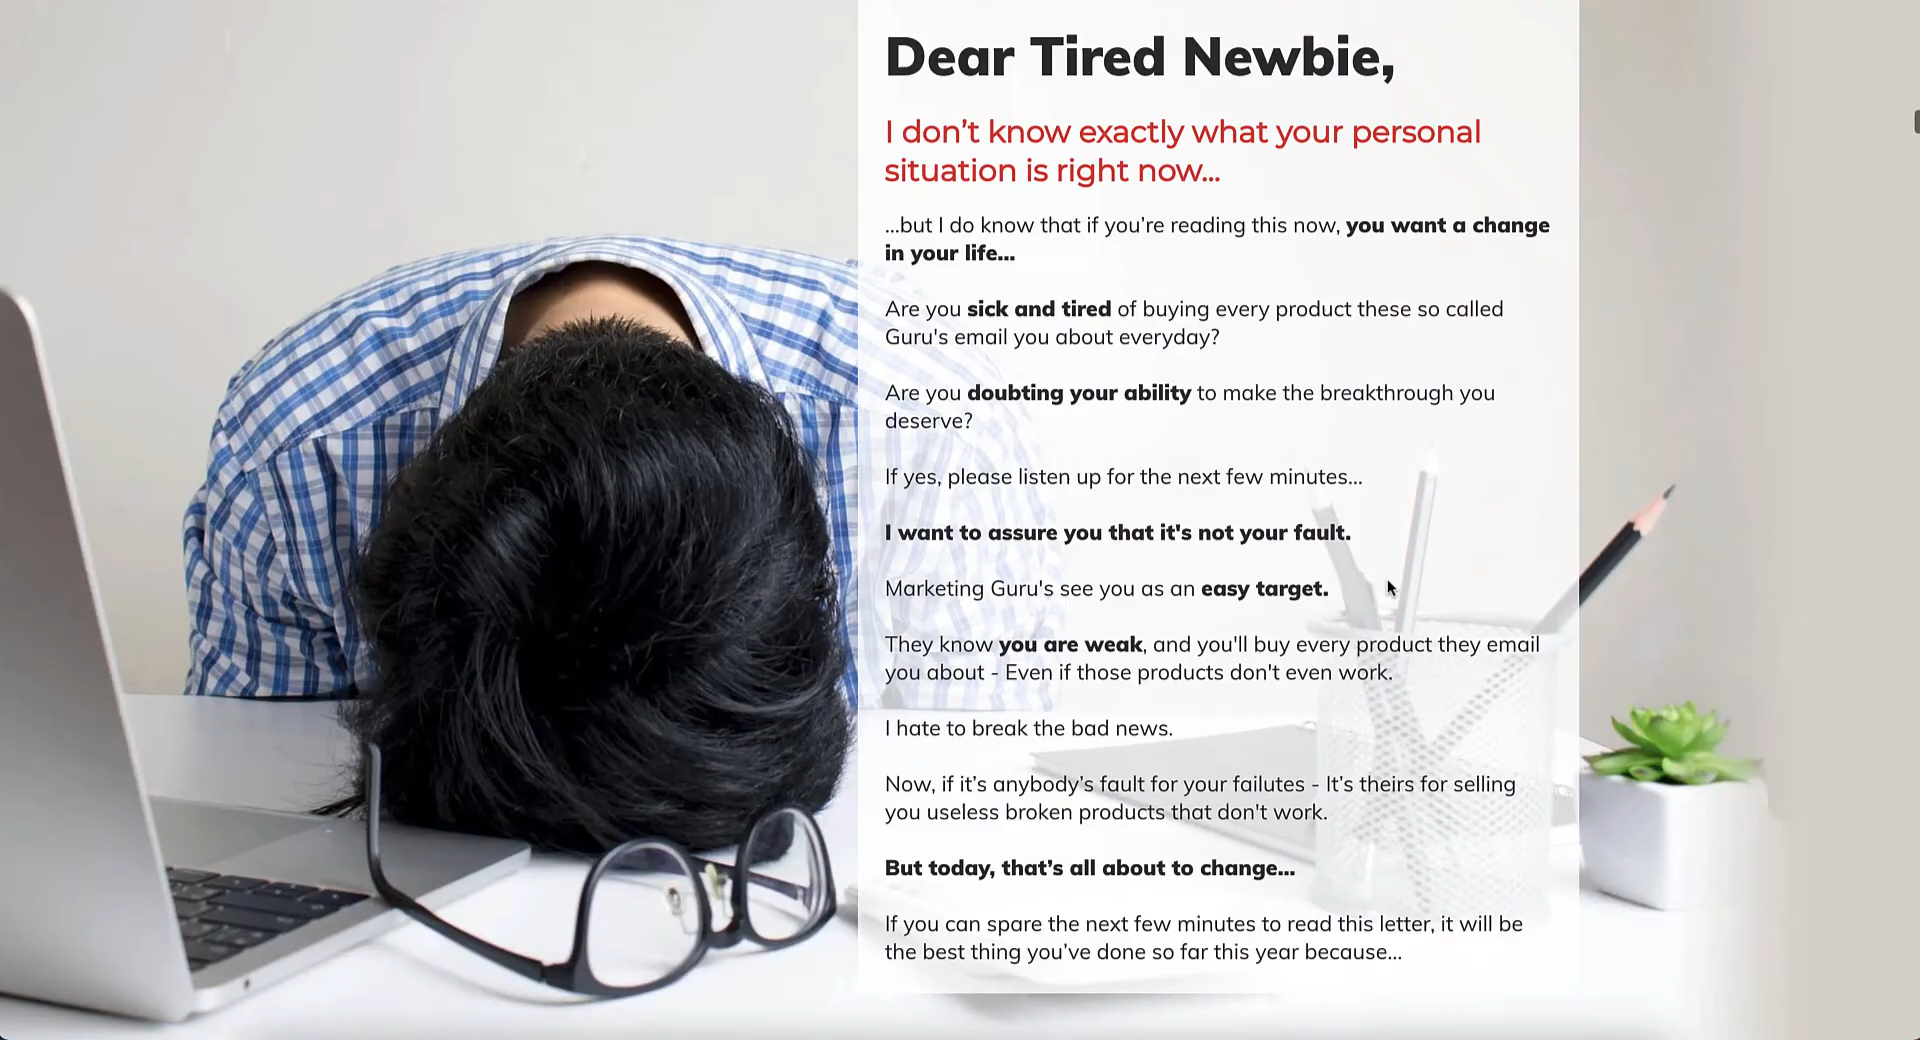 Dear Tired Newbie,
I don’t know exactly what your personal
situation is right now...
...but I do know that if you’re reading this now, you want a change
in your life...
Are you sick and tired of buying every product these so called
Guru's email you about everyday?
Are you doubting your ability to make the breakthrough you
deserve?
If yes, please listen up for the next few minutes...
I want to assure you that it's not your fault.
Marketing Guru's see you as an easy target.
They know you are weak, and you'll buy every product they email
you about - Even if those products don't even work.
I hate to break the bad news.
Now, if it’s anybody’s fault for your failutes - It’s theirs for selling
you useless broken products that don't work.
But today, that’s all about to change...
If you can spare the next few minutes to read this letter, it will be
the best thing you’ve done so far this year because...